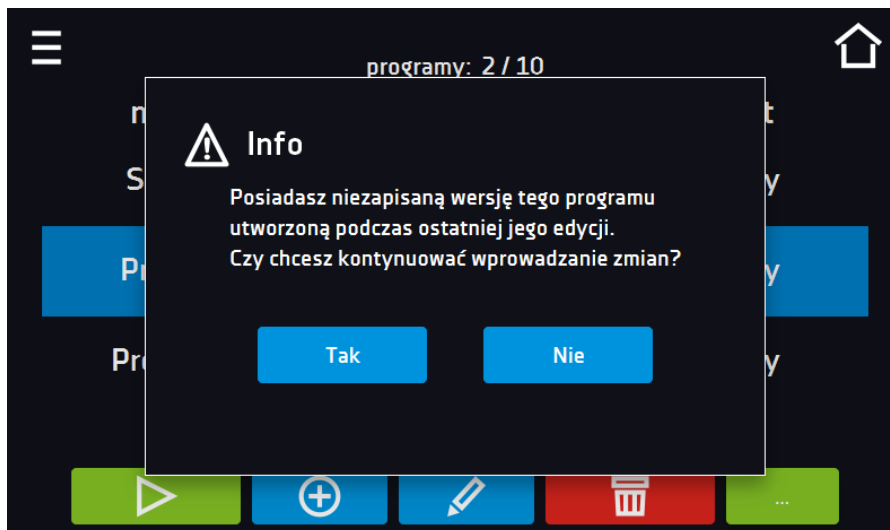 programy: 2 / 10
Info
Posiadasz niezapisaną wersję tego programu
utworzoną podczas ostatniej jego edycji.
Czy chcesz kontynuować wprowadzanie zmian?
Tak
Nie
...